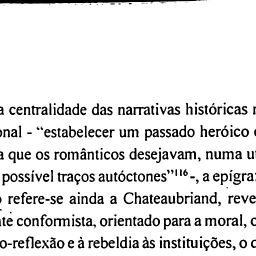 a centralidade das narrativas históricas
onal - "estabelecer um passado heróico
a que os românticos desejavam, numa
possível traços autóctones"¹¹⁶-, a epígra
refere-se ainda a Chateaubriand, reve
te conformista, orientado para a moral,
o-reflexão e à rebeldia às instituições, o